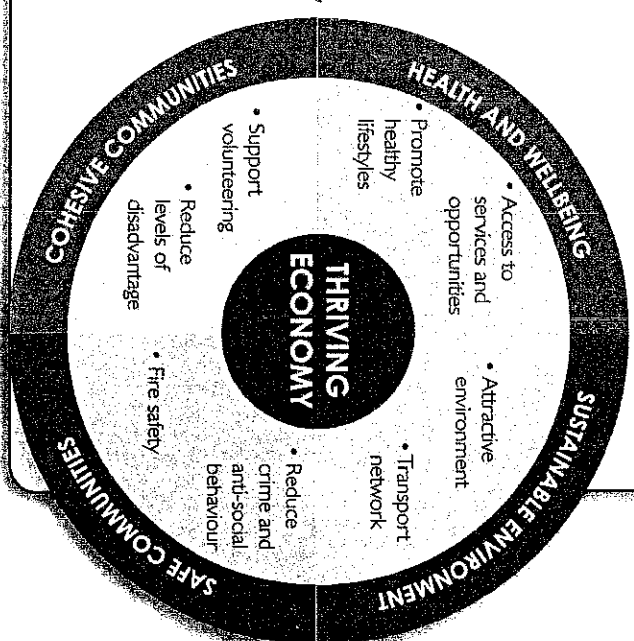 HEALTH AND WELLBEING
• Promote
healthy
lifestyles
• Access to
services and
opportunities
SUSTAINABLE ENVIRONMENT
• Attractive
environment
• Transport
network
THRIVING
ECONOMY
COHESIVE COMMUNITIES
• Support
volunteering
• Reduce
levels of
disadvantage
SAFE COMMUNITIES
• Fire safety
• Reduce
crime and
anti-social
behaviour